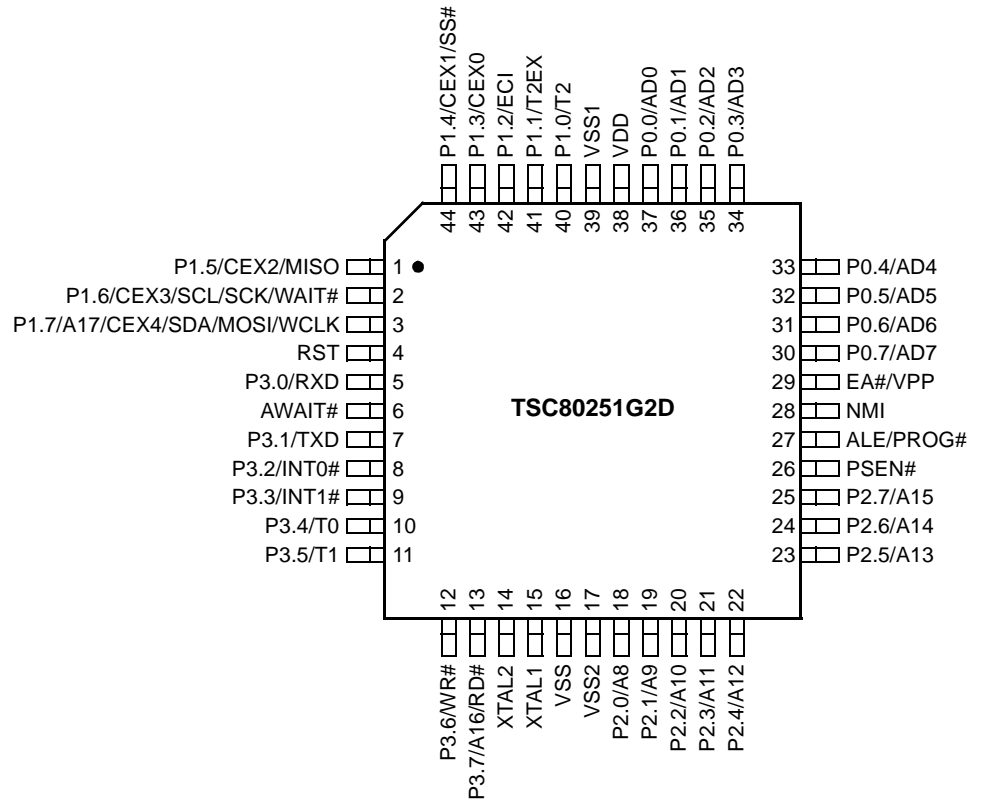 P1.4/CEX1/SS#
P1.3/CEX0
P1.2/ECI
P1.1/T2EX
P1.0/T2
VSS1
VDD
P0.0/AD0
P0.1/AD1
P0.2/AD2
P0.3/AD3
44
43
42
41
40
39
38
37
36
35
34
P1.5/CEX2/MISO 1
P1.6/CEX3/SCL/SCK/WAIT# 2
P1.7/A17/CEX4/SDA/MOSI/WCLK 3
RST 4
P3.0/RXD 5
AWAIT# 6
P3.1/TXD 7
P3.2/INT0# 8
P3.3/INT1# 9
P3.4/T0 10
P3.5/T1 11
TSC80251G2D
33 P0.4/AD4
32 P0.5/AD5
31 P0.6/AD6
30 P0.7/AD7
29 EA#/VPP
28 NMI
27 ALE/PROG#
26 PSEN#
25 P2.7/A15
24 P2.6/A14
23 P2.5/A13
12
13
14
15
16
17
18
19
20
21
22
P3.6/WR#
P3.7/A16/RD#
XTAL2
XTAL1
VSS
VSS2
P2.0/A8
P2.1/A9
P2.2/A10
P2.3/A11
P2.4/A12